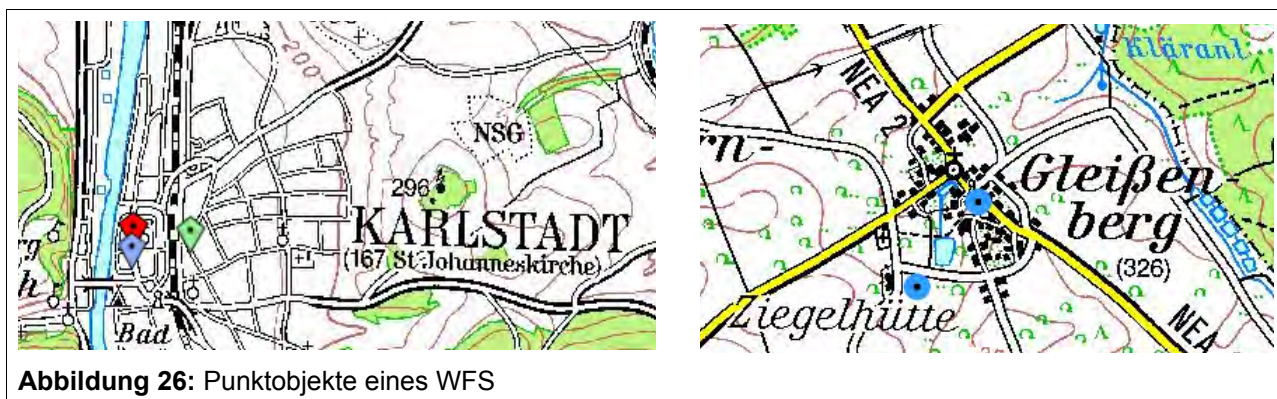 200
NSG
296
KARLSTADT
(167 St. Johanneskirche)
Bad
Kläranl
NEA 2
rn-
Gleißen-
berg
(326)
Ziegelhütte
NEA
Abbildung 26: Punktobjekte eines WFS